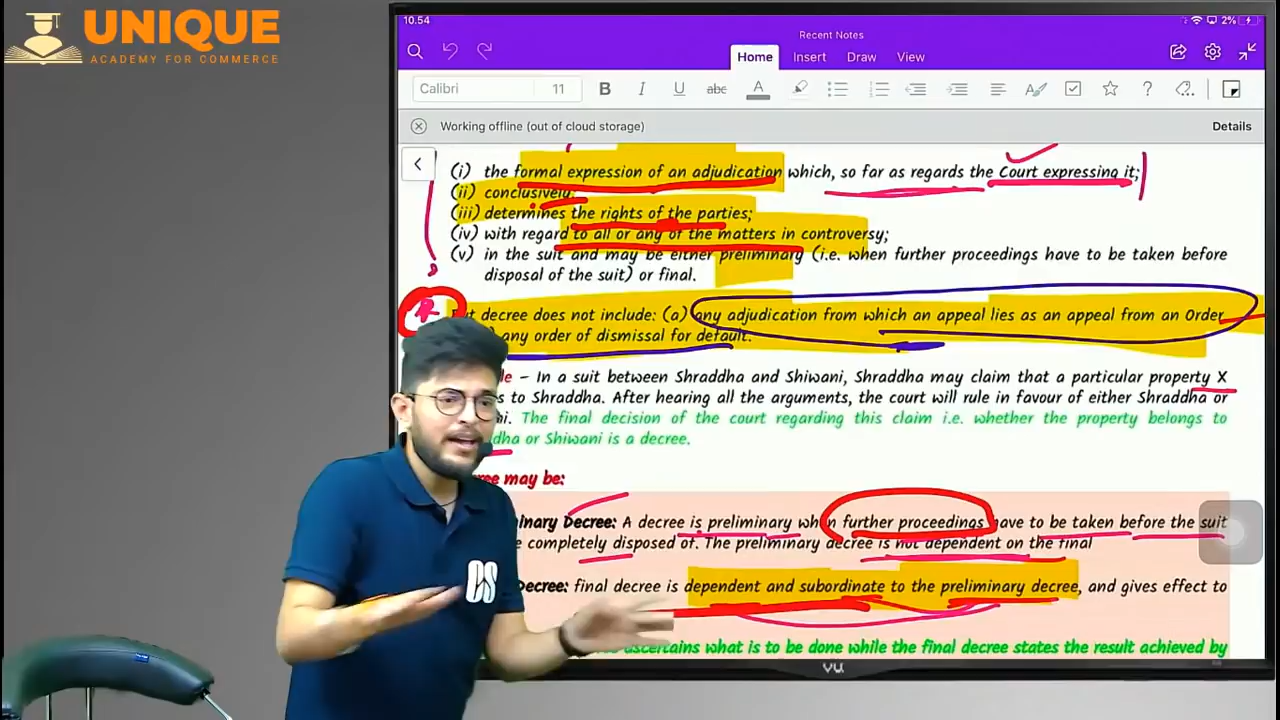 UNIQUE
ACADEMY FOR COMMERCE
10.54
2%
Recent Notes
Home Insert Draw View
Calibri 11 B I U abc A
Working offline (out of cloud storage) Details
(i) the formal expression of an adjudication which, so far as regards the Court expressing it;
(ii) conclusively;
(iii) determines the rights of the parties;
(iv) with regard to all or any of the matters in controversy;
(v) in the suit and may be either preliminary (i.e. when further proceedings have to be taken before
disposal of the suit) or final.
R
decree does not include: (a) any adjudication from which an appeal lies as an appeal from an Order
any order of dismissal for default.
– In a suit between Shraddha and Shiwani, Shraddha may claim that a particular property X
to Shraddha. After hearing all the arguments, the court will rule in favour of either Shraddha or
The final decision of the court regarding this claim i.e. whether the property belongs to
or Shiwani is a decree.
may be:
Decree: A decree is preliminary when further proceedings have to be taken before the suit
completely disposed of. The preliminary decree is not dependent on the final
Decree: final decree is dependent and subordinate to the preliminary decree, and gives effect to
ascertains what is to be done while the final decree states the result achieved by
DS
VU